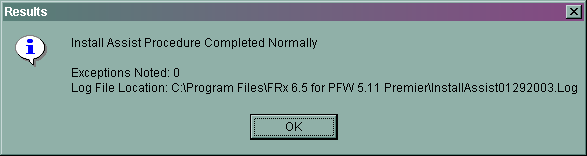 Results
Install Assist Procedure Completed Normally
Exceptions Noted: 0
Log File Location: C:\Program Files\FRx 6.5 for PFW 5.11 Premier\InstallAssist01292003.Log
OK